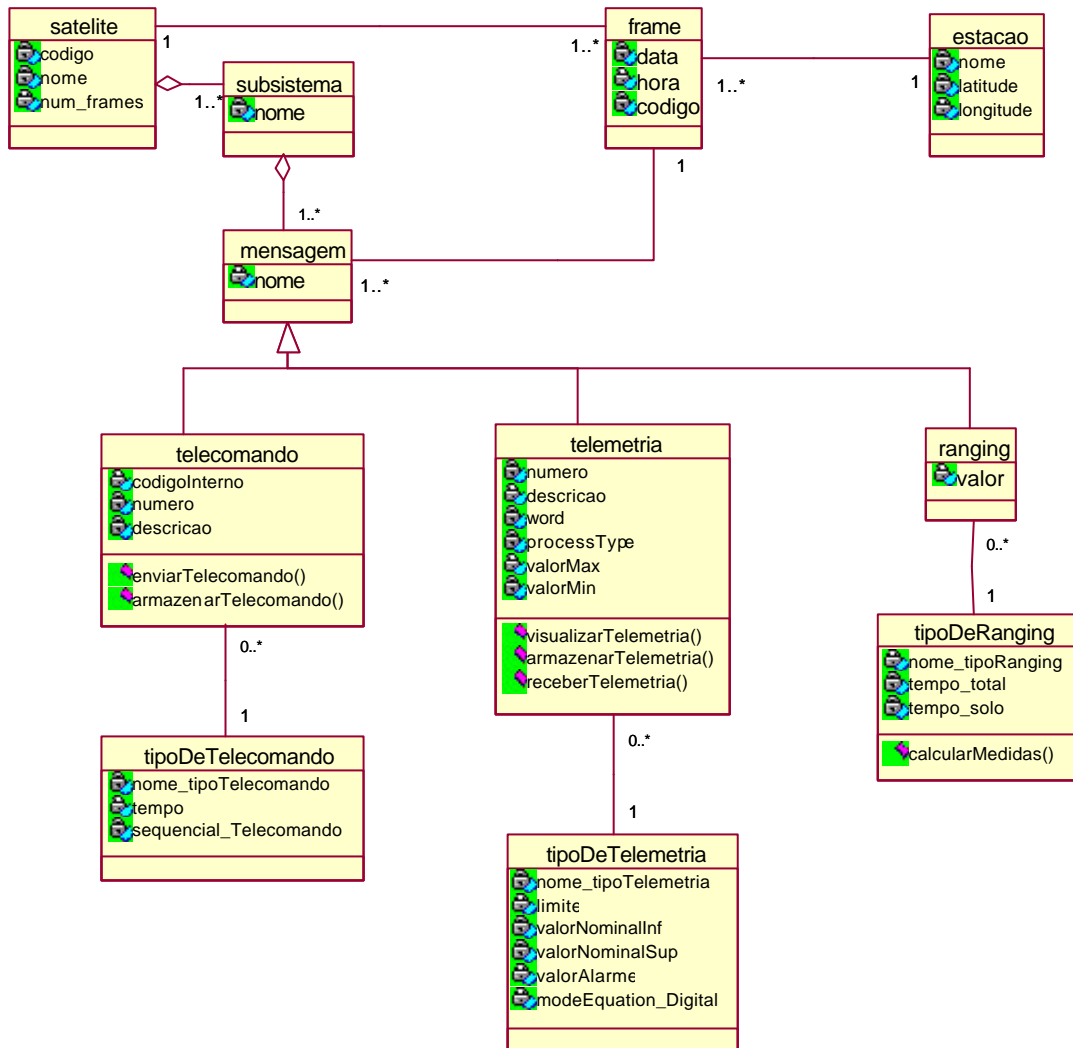 satelite
codigo
nome
num_frames
1
1..*
frame
data
hora
codigo
1..*
1
estacao
nome
latitude
longitude
1..*
subsistema
nome
1
1..*
mensagem
nome
1..*
telecomando
codigoInterno
numero
descricao
enviarTelecomando()
armazenarTelecomando()
telemetria
numero
descricao
word
processType
valorMax
valorMin
visualizarTelemetria()
armazenarTelemetria()
receberTelemetria()
ranging
valor
0..*
1
tipoDeRanging
nome_tipoRanging
tempo_total
tempo_solo
calcularMedidas()
0..*
1
tipoDeTelecomando
nome_tipoTelecomando
tempo
sequencial_Telecomando
0..*
1
tipoDeTelemetria
nome_tipoTelemetria
limite
valorNominalInf
valorNominalSup
valorAlarme
modeEquation_Digital